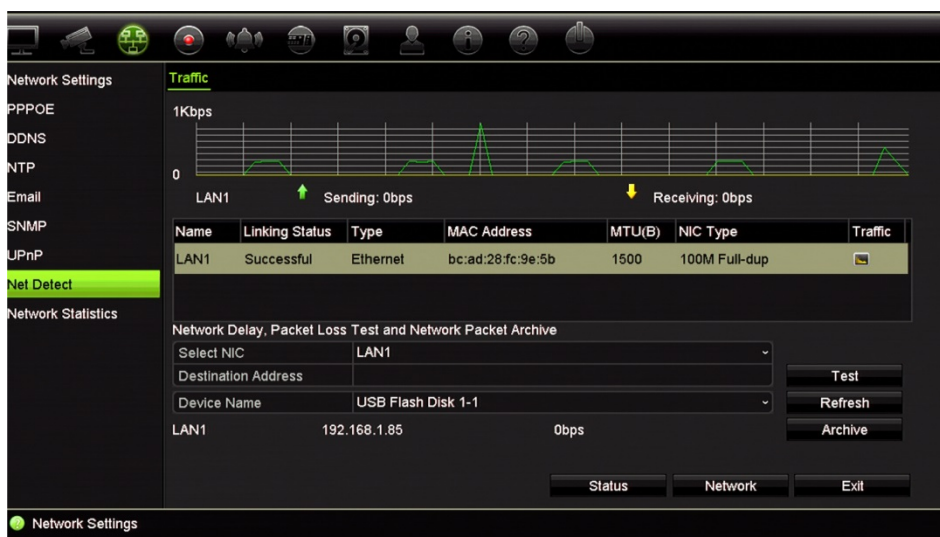 Network Settings
Traffic
PPPOE
1Kbps
DDNS
NTP
0
Email
LAN1 Sending: 0bps Receiving: 0bps
SNMP
Name Linking Status Type MAC Address MTU(B) NIC Type Traffic
UPnP
LAN1 Successful Ethernet bc:ad:28:fc:9e:5b 1500 100M Full-dup
Net Detect
Network Statistics
Network Delay, Packet Loss Test and Network Packet Archive
Select NIC LAN1
Destination Address Test
Device Name USB Flash Disk 1-1 Refresh
LAN1 192.168.1.85 0bps Archive
Status Network Exit
Network Settings